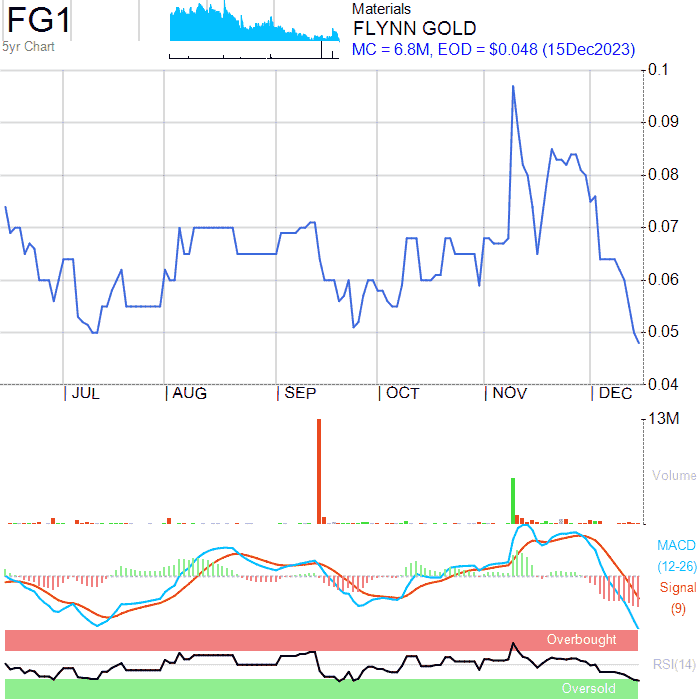 FG1
5yr Chart
Materials
FLYNN GOLD
MC = 6.8M, EOD = $0.048 (15Dec2023)
0.1
0.09
0.08
0.07
0.06
0.05
0.04
JUL AUG SEP OCT NOV DEC
13M
Volume
MACD
(12-26)
Signal
(9)
Overbought
RSI(14)
Oversold